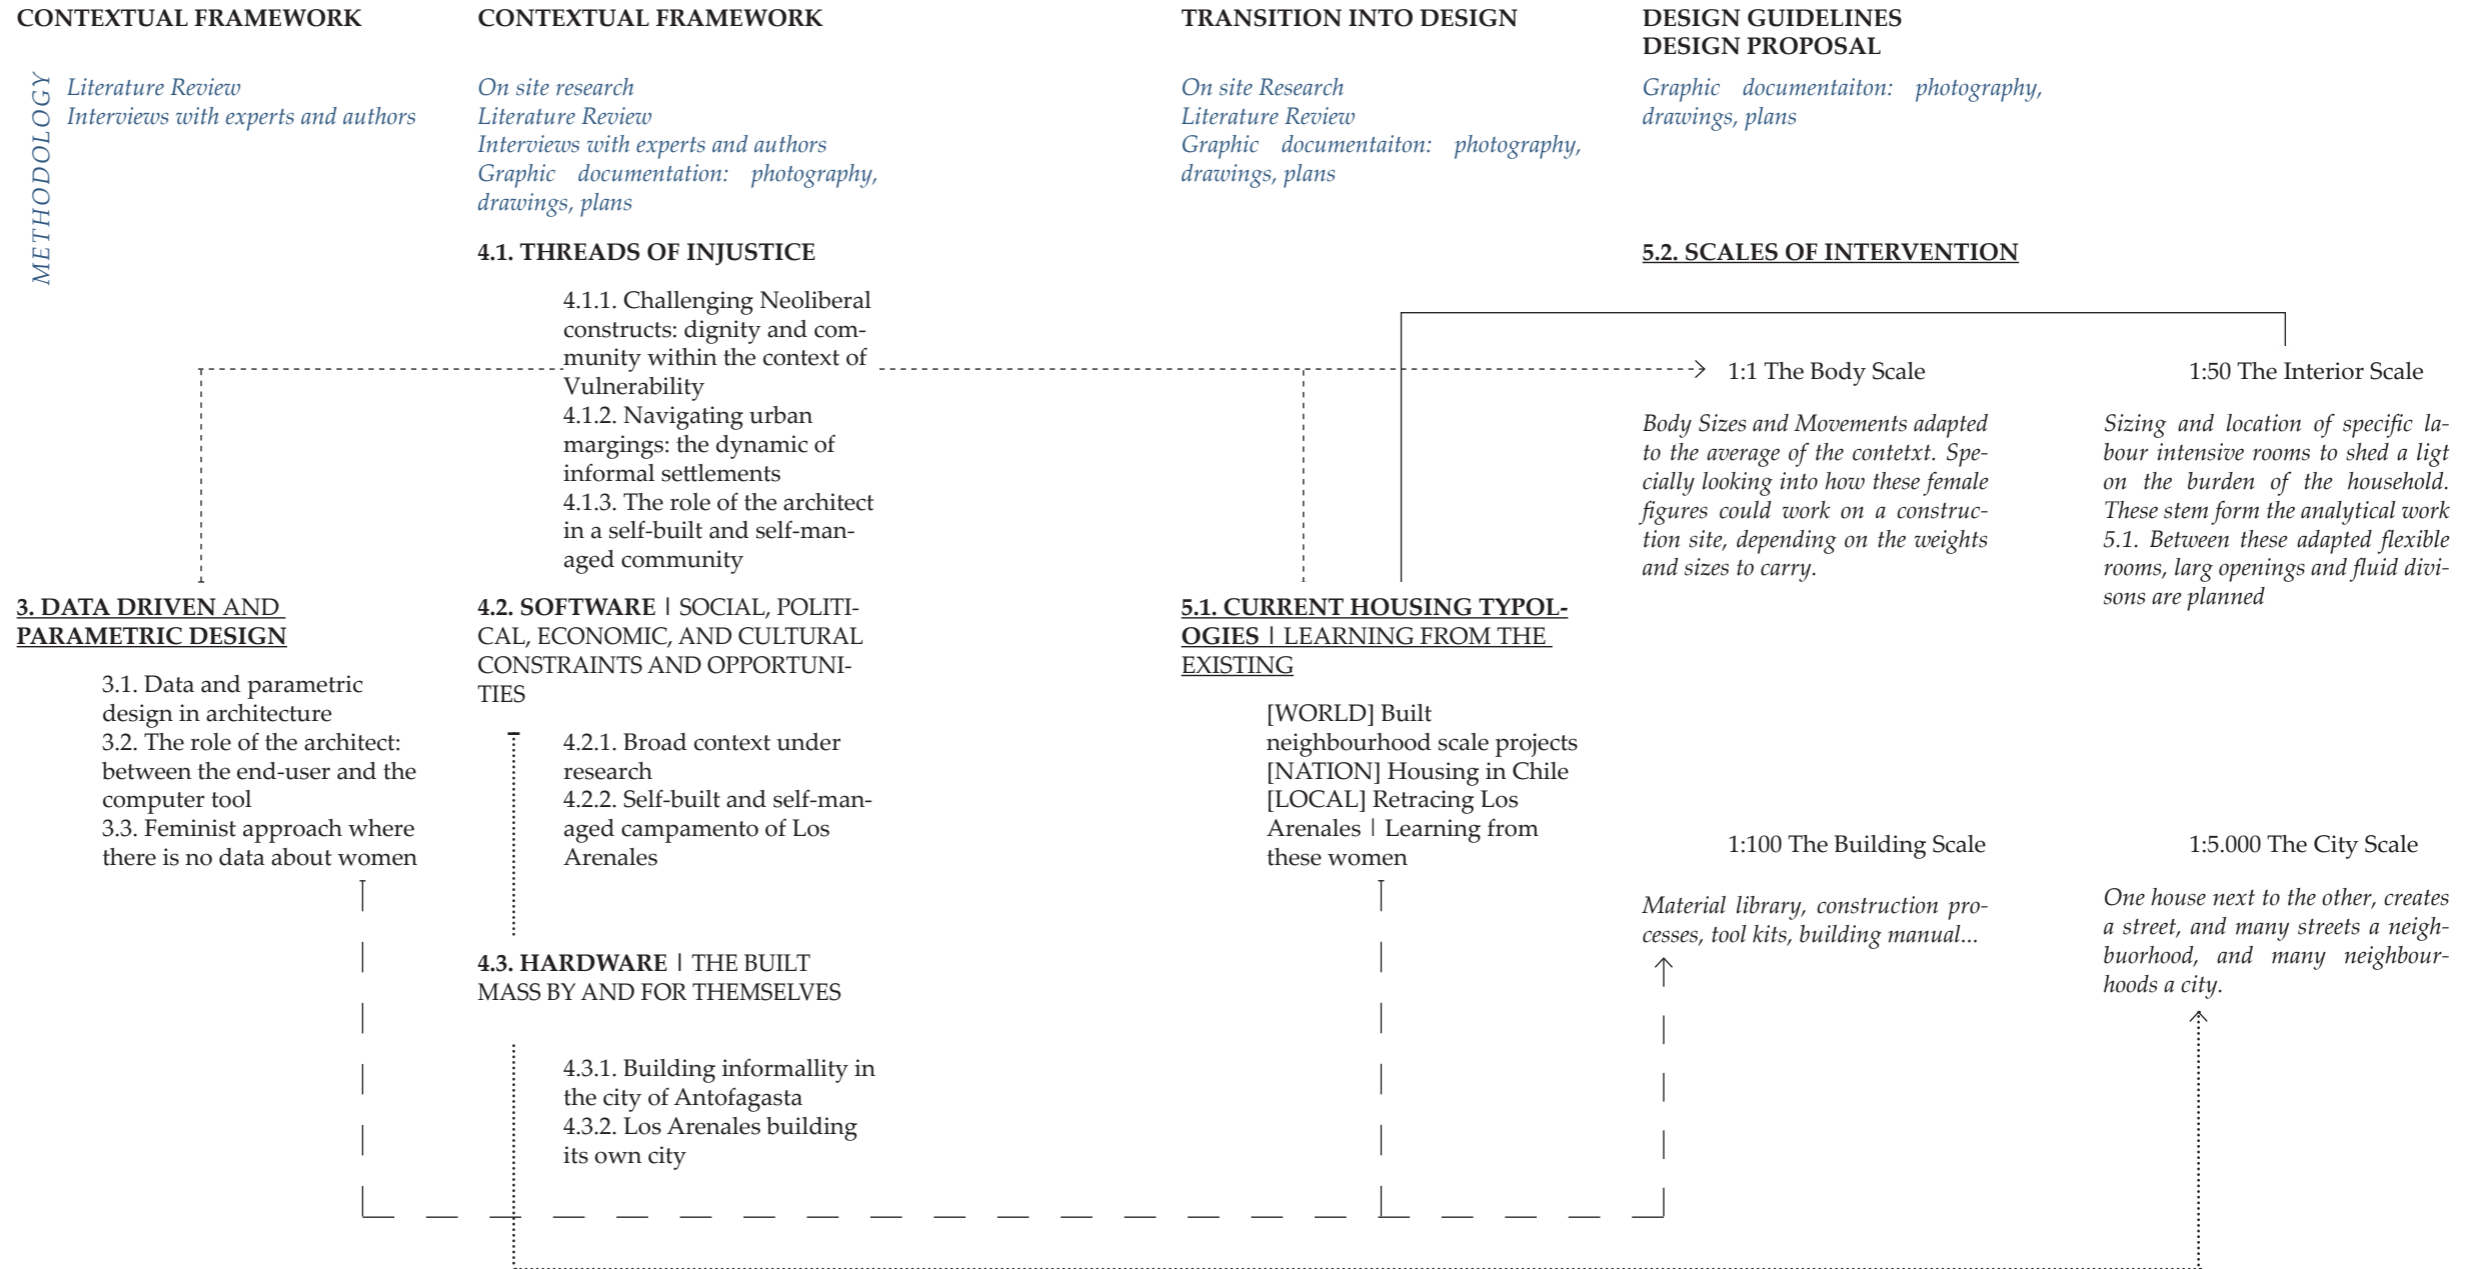 CONTEXTUAL FRAMEWORK
METHODOLOGY
Literature Review
Interviews with experts and authors
3. DATA DRIVEN AND
PARAMETRIC DESIGN
3.1. Data and parametric
design in architecture
3.2. The role of the architect:
between the end-user and the
computer tool
3.3. Feminist approach where
there is no data about women
CONTEXTUAL FRAMEWORK
On site research
Literature Review
Interviews with experts and authors
Graphic documentation: photography,
drawings, plans
4.1. THREADS OF INJUSTICE
4.1.1. Challenging Neoliberal
constructs: dignity and com-
munity within the context of
Vulnerability
4.1.2. Navigating urban
margings: the dynamic of
informal settlements
4.1.3. The role of the architect
in a self-built and self-man-
aged community
4.2. SOFTWARE | SOCIAL, POLITI-
CAL, ECONOMIC, AND CULTURAL
CONSTRAINTS AND OPPORTUNI-
TIES
4.2.1. Broad context under
research
4.2.2. Self-built and self-man-
aged campamento of Los
Arenales
4.3. HARDWARE | THE BUILT
MASS BY AND FOR THEMSELVES
4.3.1. Building informallity in
the city of Antofagasta
4.3.2. Los Arenales building
its own city
TRANSITION INTO DESIGN
On site Research
Literature Review
Graphic documentaiton: photography,
drawings, plans
5.1. CURRENT HOUSING TYPOL-
OGIES | LEARNING FROM THE
EXISTING
[WORLD] Built
neighbourhood scale projects
[NATION] Housing in Chile
[LOCAL] Retracing Los
Arenales | Learning from
these women
DESIGN GUIDELINES
DESIGN PROPOSAL
Graphic documentaiton: photography,
drawings, plans
5.2. SCALES OF INTERVENTION
1:1 The Body Scale
Body Sizes and Movements adapted
to the average of the contetxt. Spe-
cially looking into how these female
figures could work on a construc-
tion site, depending on the weights
and sizes to carry.
1:50 The Interior Scale
Sizing and location of specific la-
bour intensive rooms to shed a ligt
on the burden of the household.
These stem form the analytical work
5.1. Between these adapted flexible
rooms, larg openings and fluid divi-
sons are planned
1:100 The Building Scale
Material library, construction pro-
cesses, tool kits, building manual...
1:5.000 The City Scale
One house next to the other, creates
a street, and many streets a neigh-
buorhood, and many neighbour-
hoods a city.